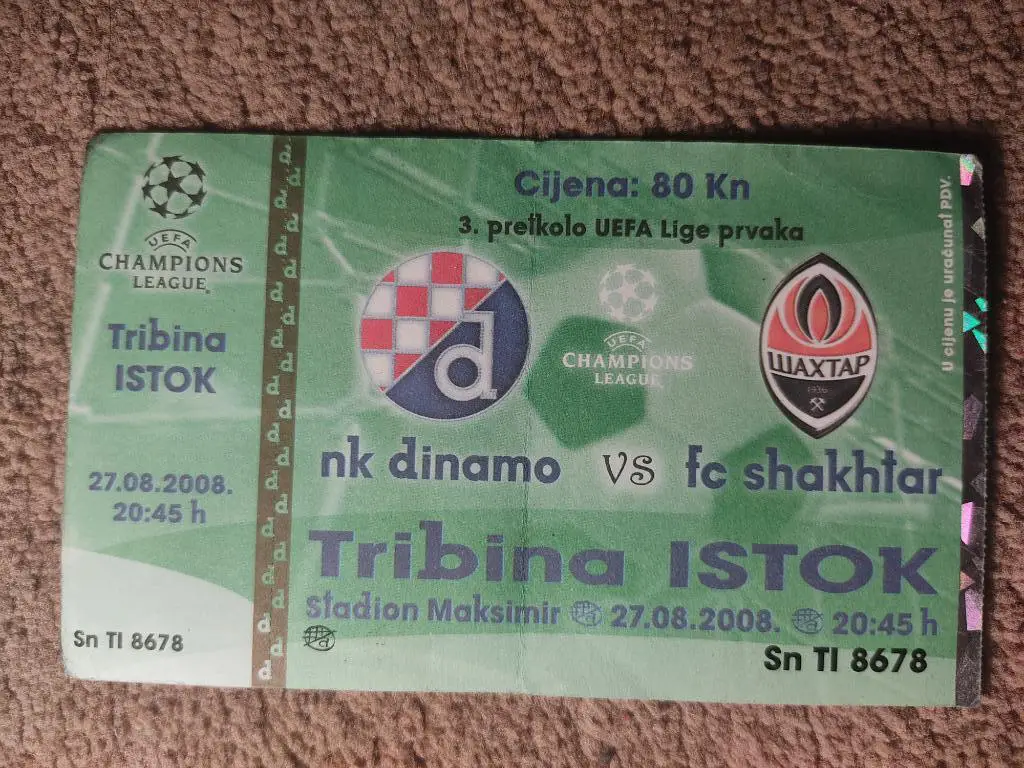 UEFA
CHAMPIONS
LEAGUE
Tribina
ISTOK
27.08.2008.
20:45 h
Sn TI 8678
Cijena: 80 Kn
3. pretkolo UEFA Lige prvaka
UEFA
CHAMPIONS
LEAGUE
ШАХТАР
1936
nk dinamo vs fc shakhtar
Tribina ISTOK
Stadion Maksimir 27.08.2008. 20:45 h
Sn TI 8678
U cijenu je uračunat PDV.